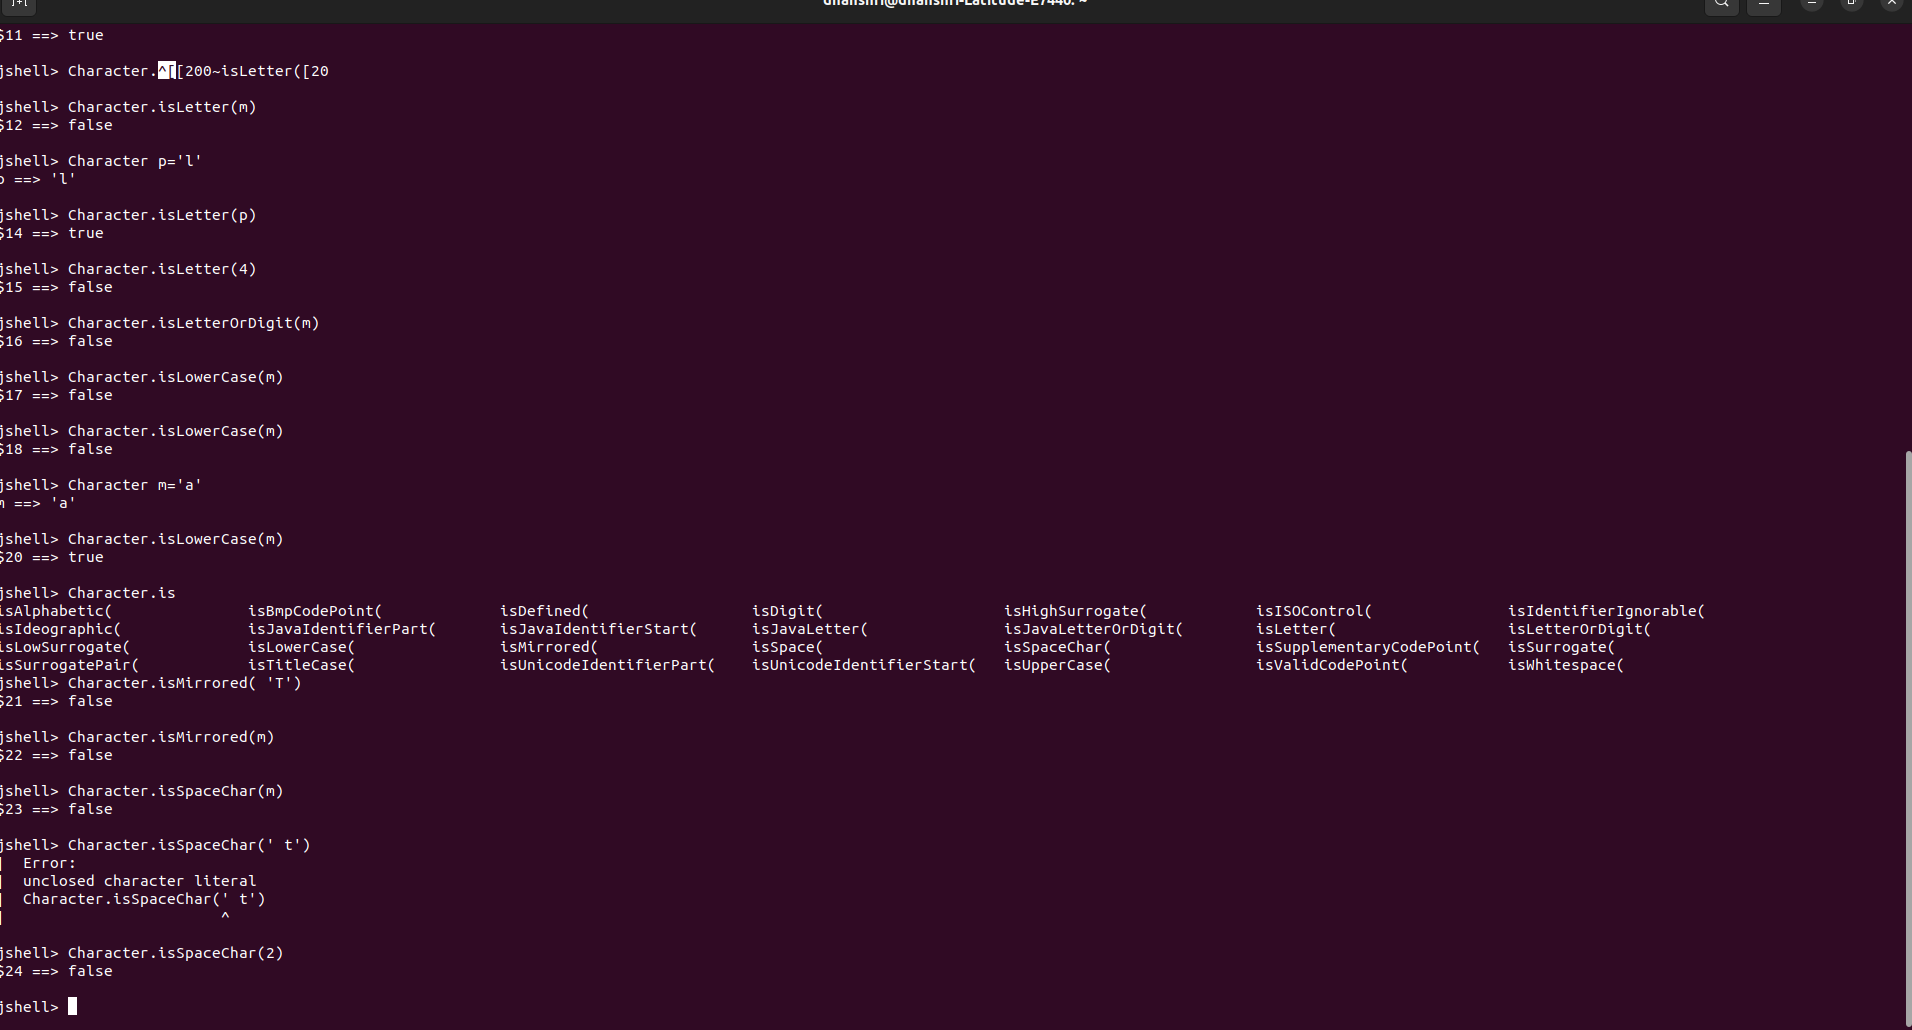 $11 ==> true
jshell> Character.^[[200~isLetter([20
jshell> Character.isLetter(m)
$12 ==> false
jshell> Character p='l'
p ==> 'l'
jshell> Character.isLetter(p)
$14 ==> true
jshell> Character.isLetter(4)
$15 ==> false
jshell> Character.isLetterOrDigit(m)
$16 ==> false
jshell> Character.isLowerCase(m)
$17 ==> false
jshell> Character.isLowerCase(m)
$18 ==> false
jshell> Character m='a'
m ==> 'a'
jshell> Character.isLowerCase(m)
$20 ==> true
jshell> Character.is
isAlphabetic( isBmpCodePoint( isDefined( isDigit( isHighSurrogate( isISOControl( isIdentifierIgnorable(
isIdeographic( isJavaIdentifierPart( isJavaIdentifierStart( isJavaLetter( isJavaLetterOrDigit( isLetter( isLetterOrDigit(
isLowSurrogate( isLowerCase( isMirrored( isSpace( isSpaceChar( isSupplementaryCodePoint( isSurrogate(
isSurrogatePair( isTitleCase( isUnicodeIdentifierPart( isUnicodeIdentifierStart( isUpperCase( isValidCodePoint( isWhitespace(
jshell> Character.isMirrored( 'T')
$21 ==> false
jshell> Character.isMirrored(m)
$22 ==> false
jshell> Character.isSpaceChar(m)
$23 ==> false
jshell> Character.isSpaceChar(' t')
| Error:
| unclosed character literal
| Character.isSpaceChar(' t')
| ^
jshell> Character.isSpaceChar(2)
$24 ==> false
jshell>